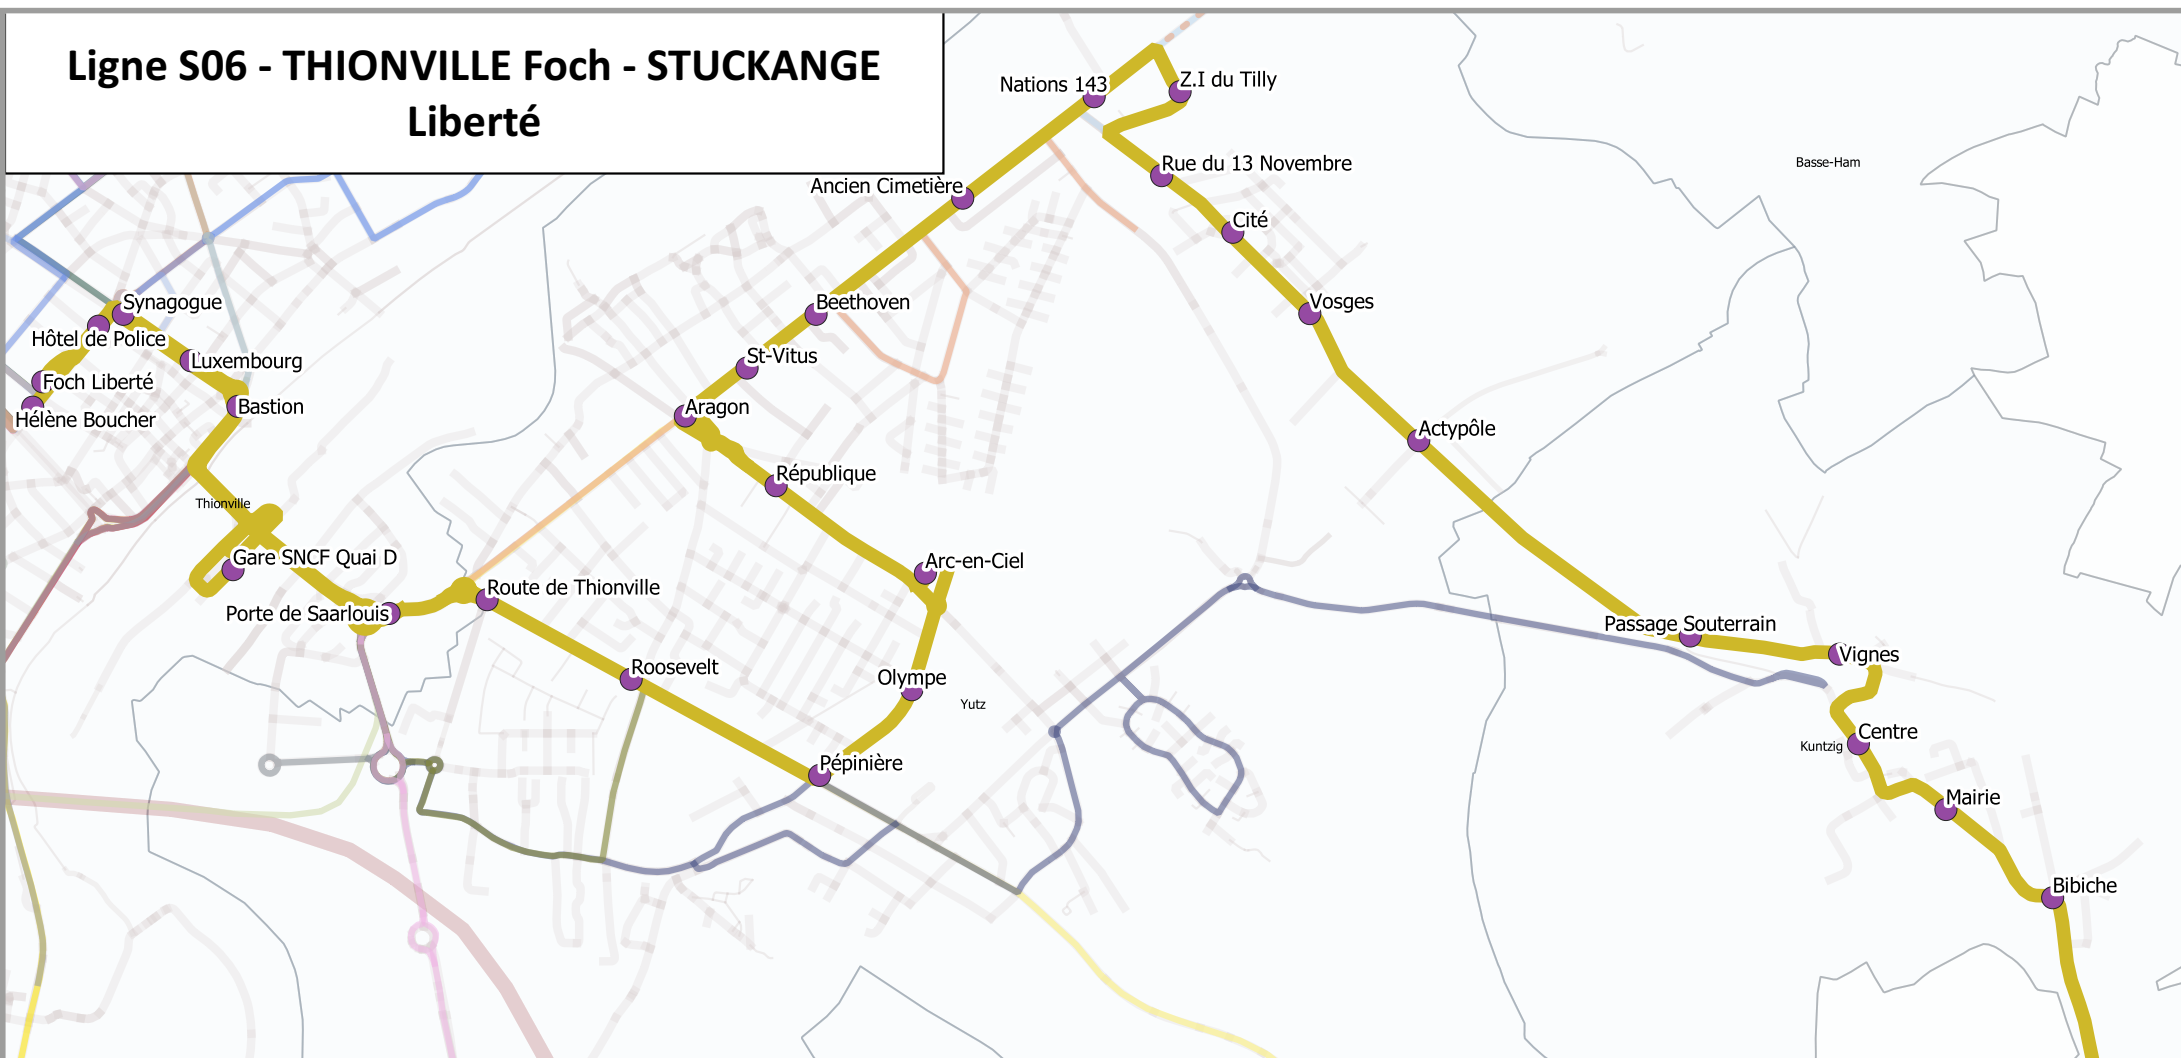 Ligne S06 - THIONVILLE Foch - STUCKANGE
Liberté
Nations 143
Z.I du Tilly
Rue du 13 Novembre
Basse-Ham
Ancien Cimetière
Cité
Synagogue
Beethoven
Vosges
Hôtel de Police
Luxembourg
St-Vitus
Foch Liberté
Bastion
Aragon
Hélène Boucher
Actypôle
République
Thionville
Gare SNCF Quai D
Arc-en-Ciel
Route de Thionville
Porte de Saarlouis
Passage Souterrain
Vignes
Roosevelt
Olympe
Yutz
Centre
Kuntzig
Pépinière
Mairie
Bibiche